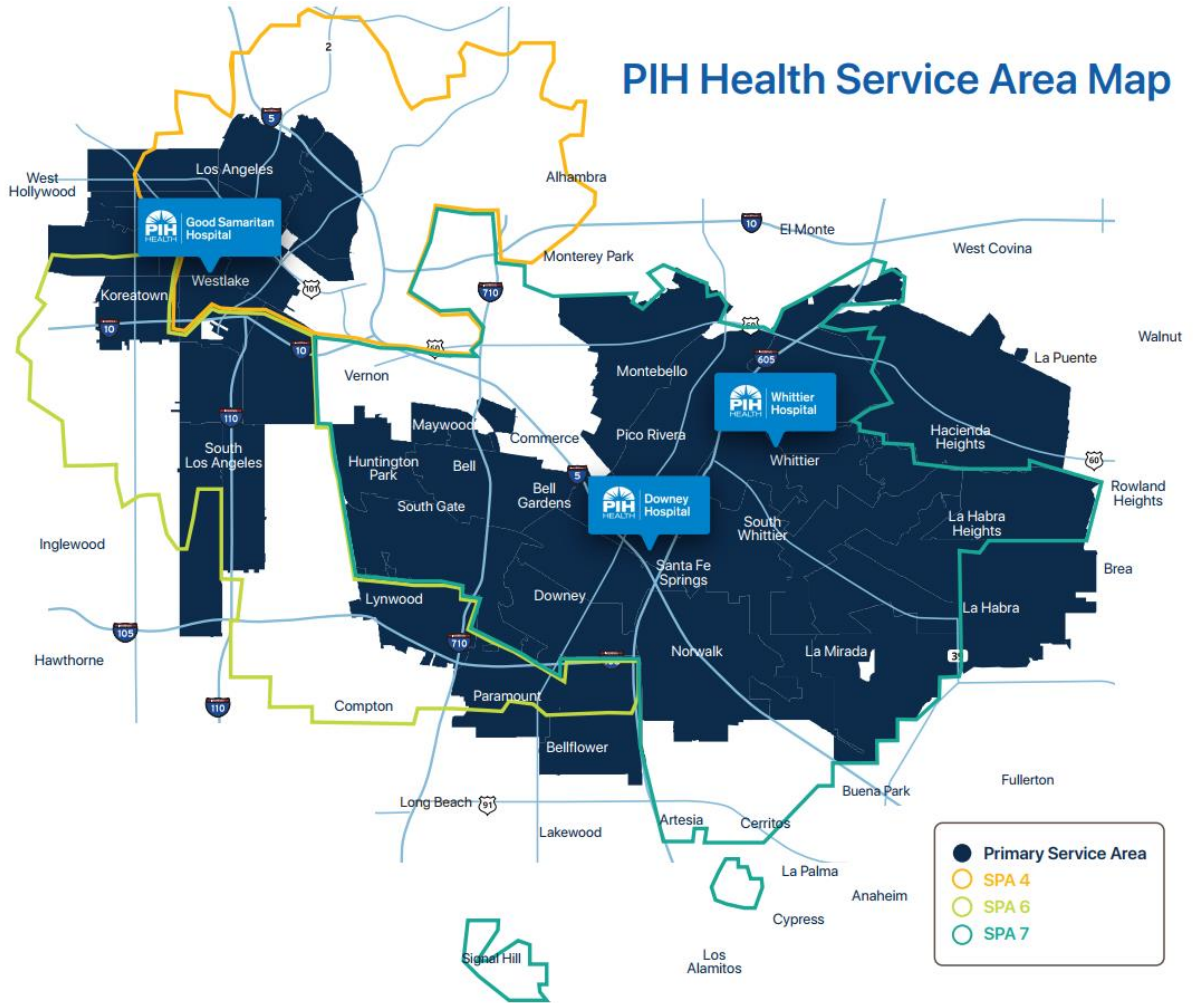 PIH Health Service Area Map
2
5
Los Angeles
West
Hollywood
Alhambra
PIH
HEALTH
Good Samaritan
Hospital
10
El Monte
West Covina
Monterey Park
Westlake
Koreatown
101
710
10
60
60
10
605
Walnut
La Puente
Vernon
Montebello
PIH
HEALTH
Whittier
Hospital
110
Maywood
Commerce
Pico Rivera
Hacienda
Heights
South
Los Angeles
Huntington
Park
Bell
5
Whittier
60
Bell
Gardens
South Gate
PIH
HEALTH
Downey
Hospital
Rowland
Heights
South
Whittier
La Habra
Heights
Inglewood
Santa Fe
Springs
Brea
Lynwood
Downey
La Habra
105
710
Hawthorne
Norwalk
La Mirada
39
Paramount
110
Compton
Bellflower
Fullerton
Buena Park
Long Beach
91
Lakewood
Artesia
Cerritos
La Palma
Anaheim
Cypress
Signal Hill
Los
Alamitos
Primary Service Area
SPA 4
SPA 6
SPA 7